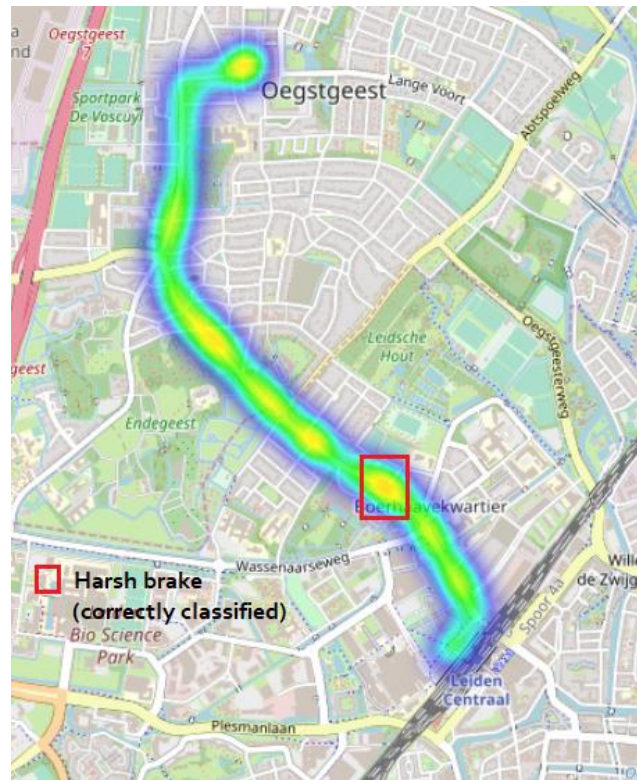 Oegstgeest
7
Sportpark
De Voscuyl
Oegstgeest
Lange Voort
Abtspoelweg
Leidsche
Hout
Oegstgeesterweg
geest
Endegeest
Boerhaavekwartier
Wassenaarseweg
Harsh brake
(correctly classified)
Bio Science
Park
Wille
de Zwijg
Spoor 4a
Leiden
Centraal
Plesmanlaan